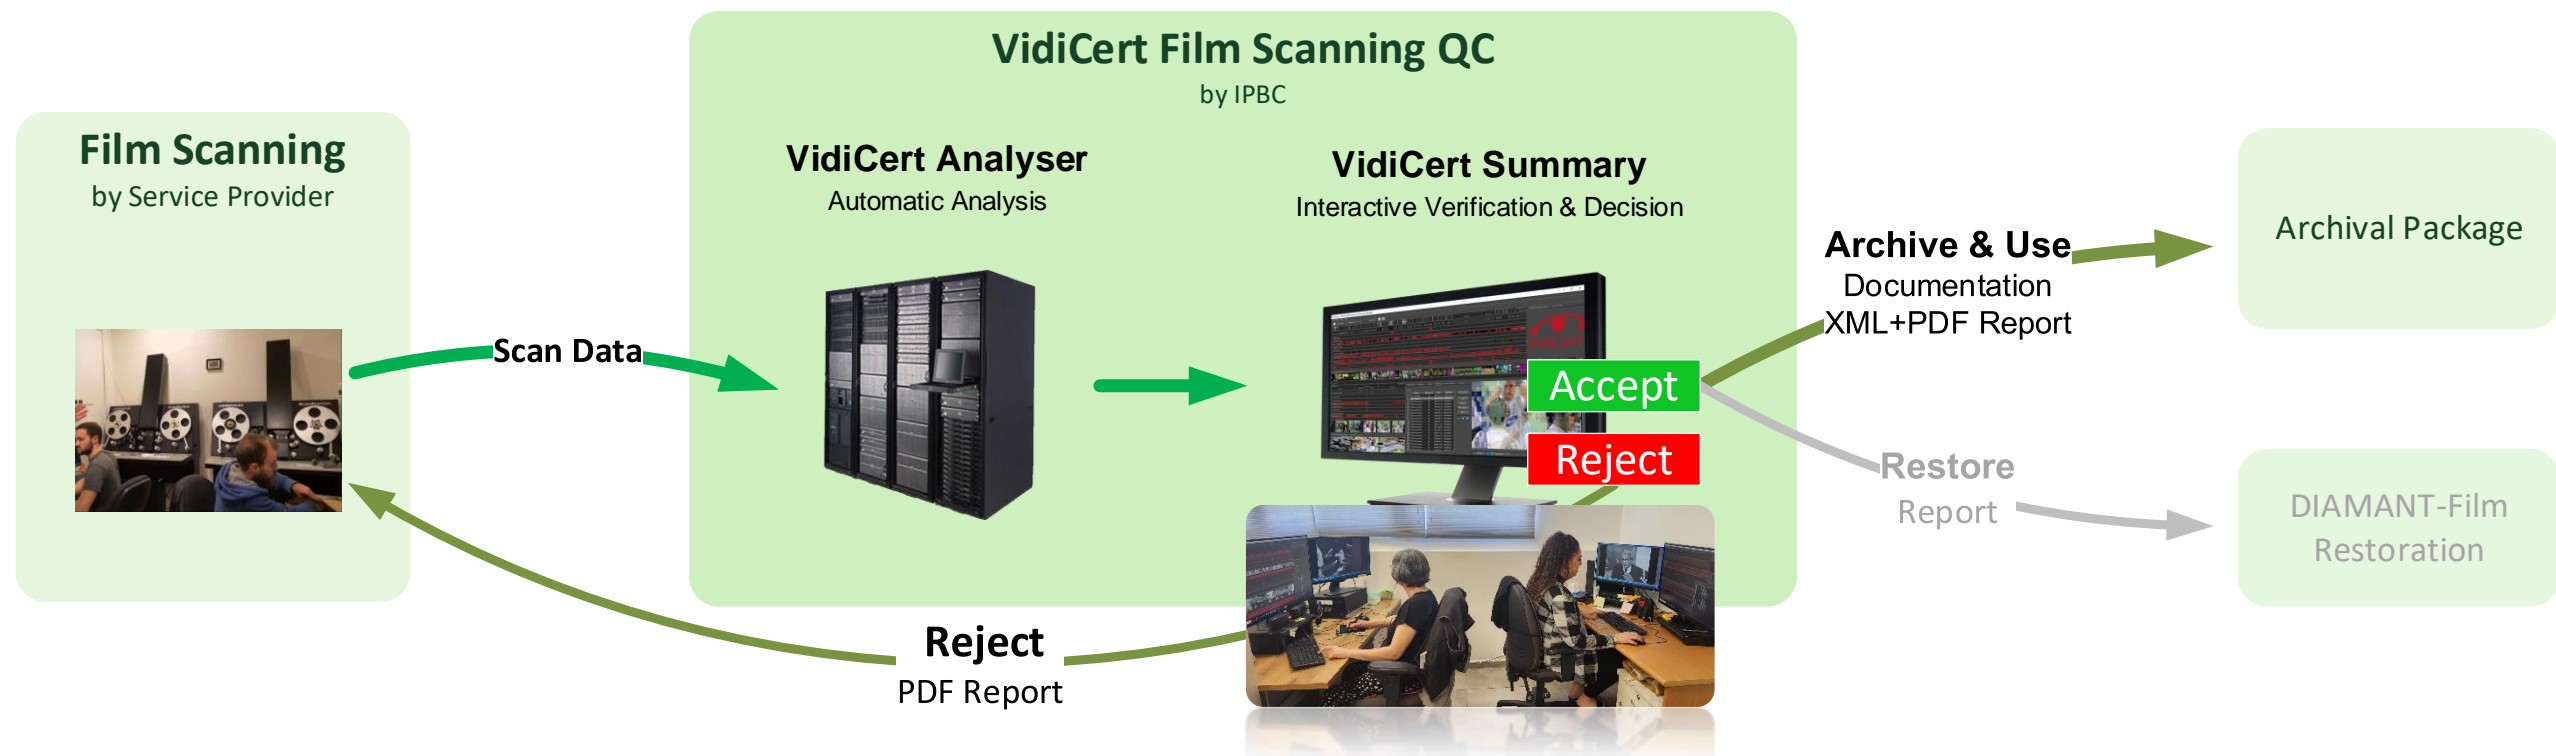 VidiCert Film Scanning QC
by IPBC
Film Scanning
by Service Provider
VidiCert Analyser
Automatic Analysis
VidiCert Summary
Interactive Verification & Decision
Scan Data
Accept
Reject
Archive & Use
Documentation
XML+PDF Report
Archival Package
Restore
Report
DIAMANT-Film
Restoration
Reject
PDF Report